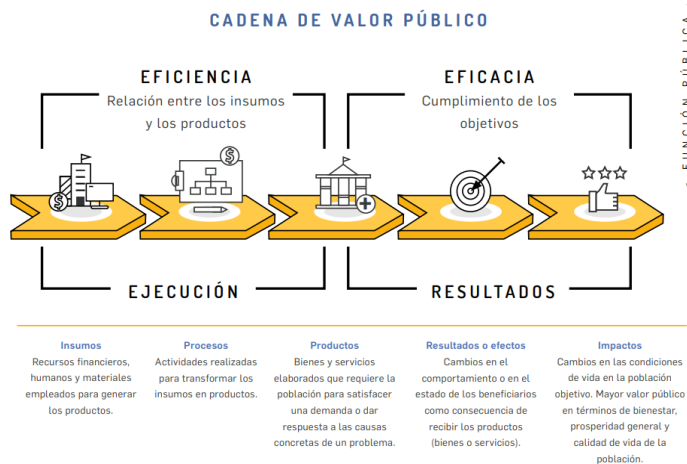 CADENA DE VALOR PÚBLICO
EFICIENCIA
Relación entre los insumos
y los productos
EFICACIA
Cumplimiento de los
objetivos
FUNCIÓN PÚBLICA
$
$
EJECUCIÓN
RESULTADOS
Insumos
Recursos financieros,
humanos y materiales
empleados para generar
los productos.
Procesos
Actividades realizadas
para transformar los
insumos en productos.
Productos
Bienes y servicios
elaborados que requiere la
población para satisfacer
una demanda o dar
respuesta a las causas
concretas de un problema.
Resultados o efectos
Cambios en el
comportamiento o en el
estado de los beneficiarios
como consecuencia de
recibir los productos
(bienes o servicios).
Impactos
Cambios en las condiciones
de vida en la población
objetivo. Mayor valor público
en términos de bienestar,
prosperidad general y
calidad de vida de la
población.